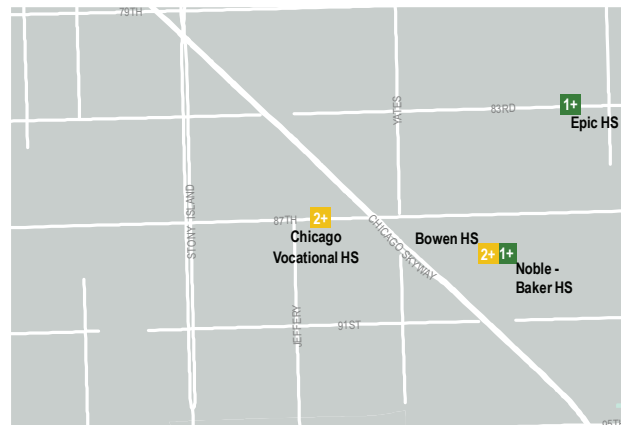 79TH
1+
83RD
Epic HS
YATES
STONY ISLAND
2+
87TH
CHICAGO SKYWAY
Chicago
Vocational HS
Bowen HS
2+ 1+
Noble -
Baker HS
JEFFERY
91ST
95TH